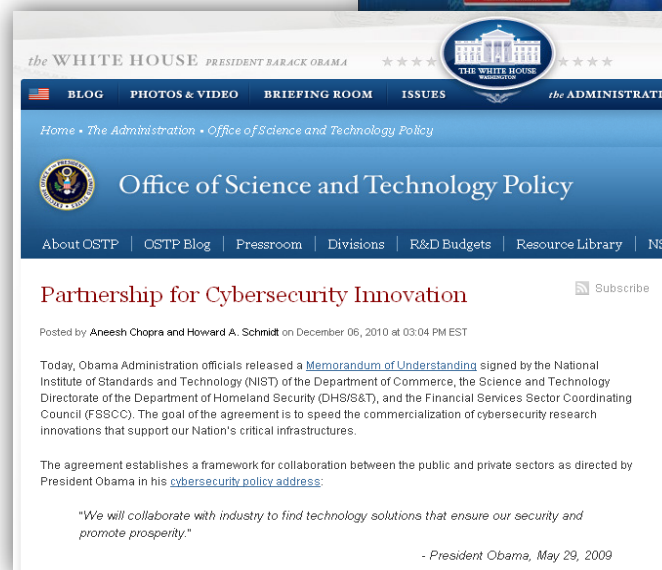 the WHITE HOUSE PRESIDENT BARACK OBAMA
THE WHITE HOUSE
WASHINGTON
BLOG PHOTOS & VIDEO BRIEFING ROOM ISSUES the ADMINISTRATI
Home • The Administration • Office of Science and Technology Policy
Office of Science and Technology Policy
About OSTP | OSTP Blog | Pressroom | Divisions | R&D Budgets | Resource Library | NS
Partnership for Cybersecurity Innovation
Subscribe
Posted by Aneesh Chopra and Howard A. Schmidt on December 06, 2010 at 03:04 PM EST
Today, Obama Administration officials released a Memorandum of Understanding signed by the National
Institute of Standards and Technology (NIST) of the Department of Commerce, the Science and Technology
Directorate of the Department of Homeland Security (DHS/S&T), and the Financial Services Sector Coordinating
Council (FSSCC). The goal of the agreement is to speed the commercialization of cybersecurity research
innovations that support our Nation's critical infrastructures.
The agreement establishes a framework for collaboration between the public and private sectors as directed by
President Obama in his cybersecurity policy address:
"We will collaborate with industry to find technology solutions that ensure our security and
promote prosperity."
- President Obama, May 29, 2009